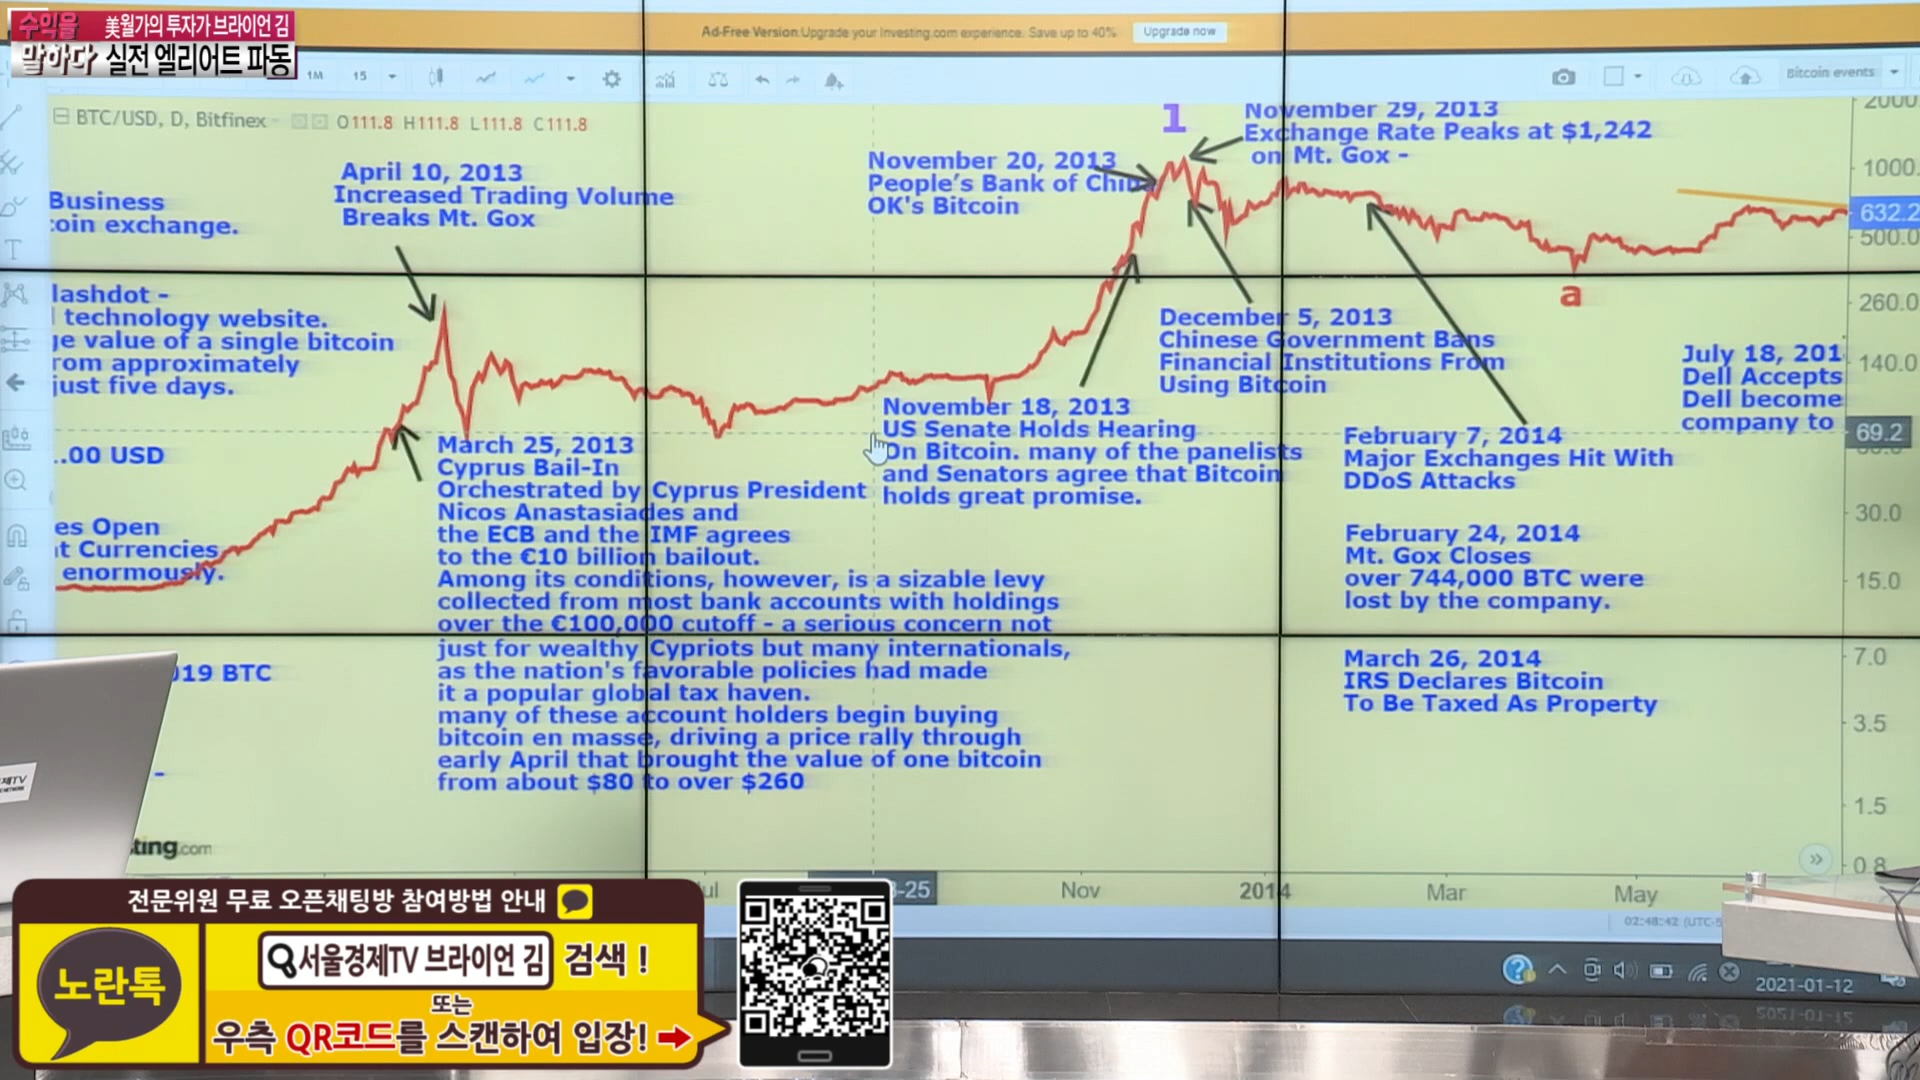 수익을
말하다
美월가의 투자가 브라이언 김
실전 엘리어트 파동
Ad-Free Version. Upgrade your Investing.com experience. Save up to 40%
Upgrade now
1M
15
Bitcoin events
BTC/USD, D, Bitfinex
O111.8 H111.8 L111.8 C111.8
Business
coin exchange.
April 10, 2013
Increased Trading Volume
Breaks Mt. Gox
November 20, 2013
People's Bank of China
OK's Bitcoin
1
November 29, 2013
Exchange Rate Peaks at $1,242
on Mt. Gox -
lashdot -
technology website.
ge value of a single bitcoin
rom approximately
just five days.
.00 USD
es Open
t Currencies
enormously.
019 BTC
-
March 25, 2013
Cyprus Bail-In
Orchestrated by Cyprus President
Nicos Anastasiades and
the ECB and the IMF agrees
to the €10 billion bailout.
Among its conditions, however, is a sizable levy
collected from most bank accounts with holdings
over the €100,000 cutoff - a serious concern not
just for wealthy Cypriots but many internationals,
as the nation's favorable policies had made
it a popular global tax haven.
many of these account holders begin buying
bitcoin en masse, driving a price rally through
early April that brought the value of one bitcoin
from about $80 to over $260
November 18, 2013
US Senate Holds Hearing
On Bitcoin. many of the panelists
and Senators agree that Bitcoin
holds great promise.
December 5, 2013
Chinese Government Bans
Financial Institutions From
Using Bitcoin
a
February 7, 2014
Major Exchanges Hit With
DDoS Attacks
February 24, 2014
Mt. Gox Closes
over 744,000 BTC were
lost by the company.
March 26, 2014
IRS Declares Bitcoin
To Be Taxed As Property
July 18, 201
Dell Accepts
Dell become
company to
2000.
1000.
632.2
500.0
260.0
140.0
69.2
30.0
15.0
7.0
3.5
1.5
0.8
ting.com
ul
-25
Nov
2014
Mar
May
02:48:42 (UTC-5
2021-01-12
전문위원 무료 오픈채팅방 참여방법 안내
노란톡
서울경제TV 브라이언 김 검색 !
또는
우측 QR코드를 스캔하여 입장!